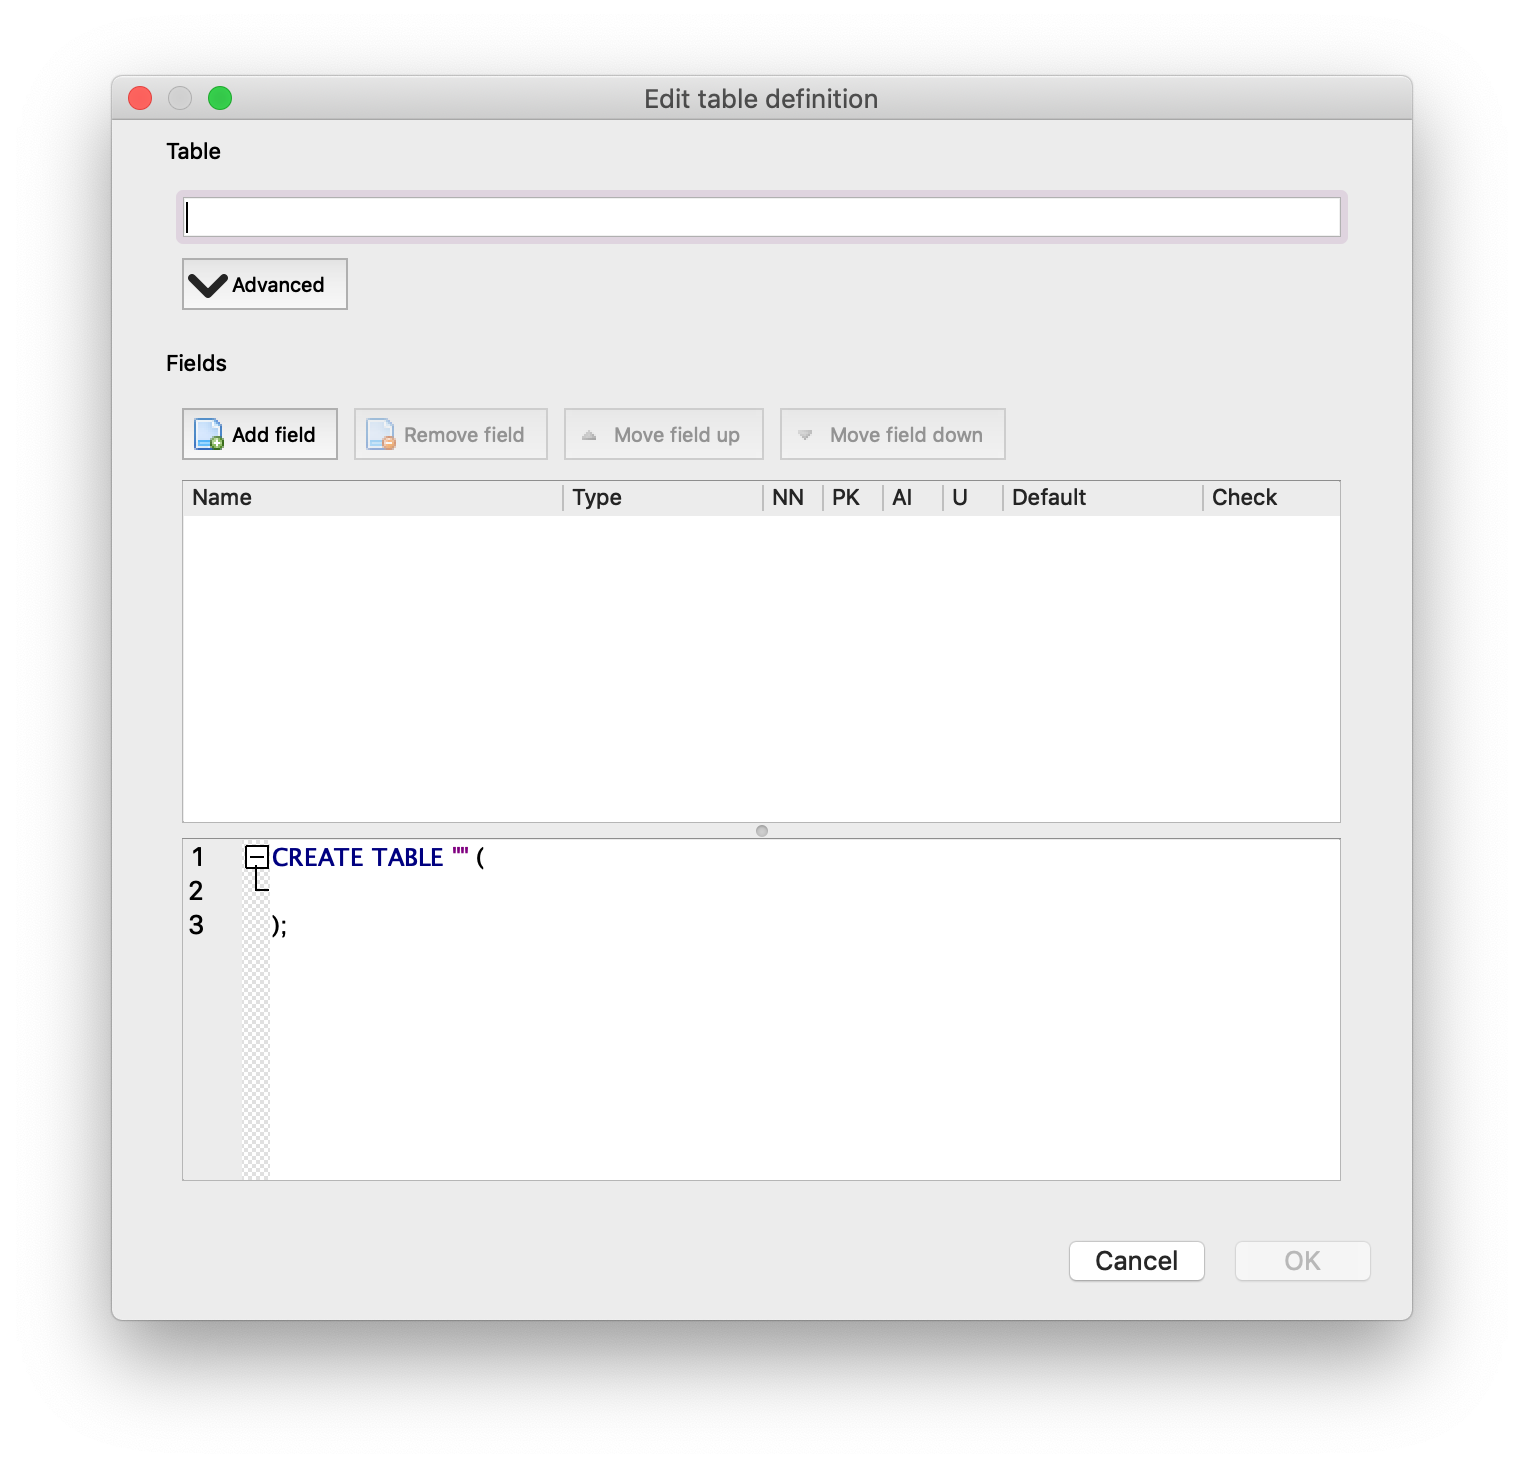 Edit table definition
Table
Advanced
Fields
Add field Remove field Move field up Move field down
Name Type NN PK AI U Default Check
1 CREATE TABLE "" (
2
3 );
Cancel OK